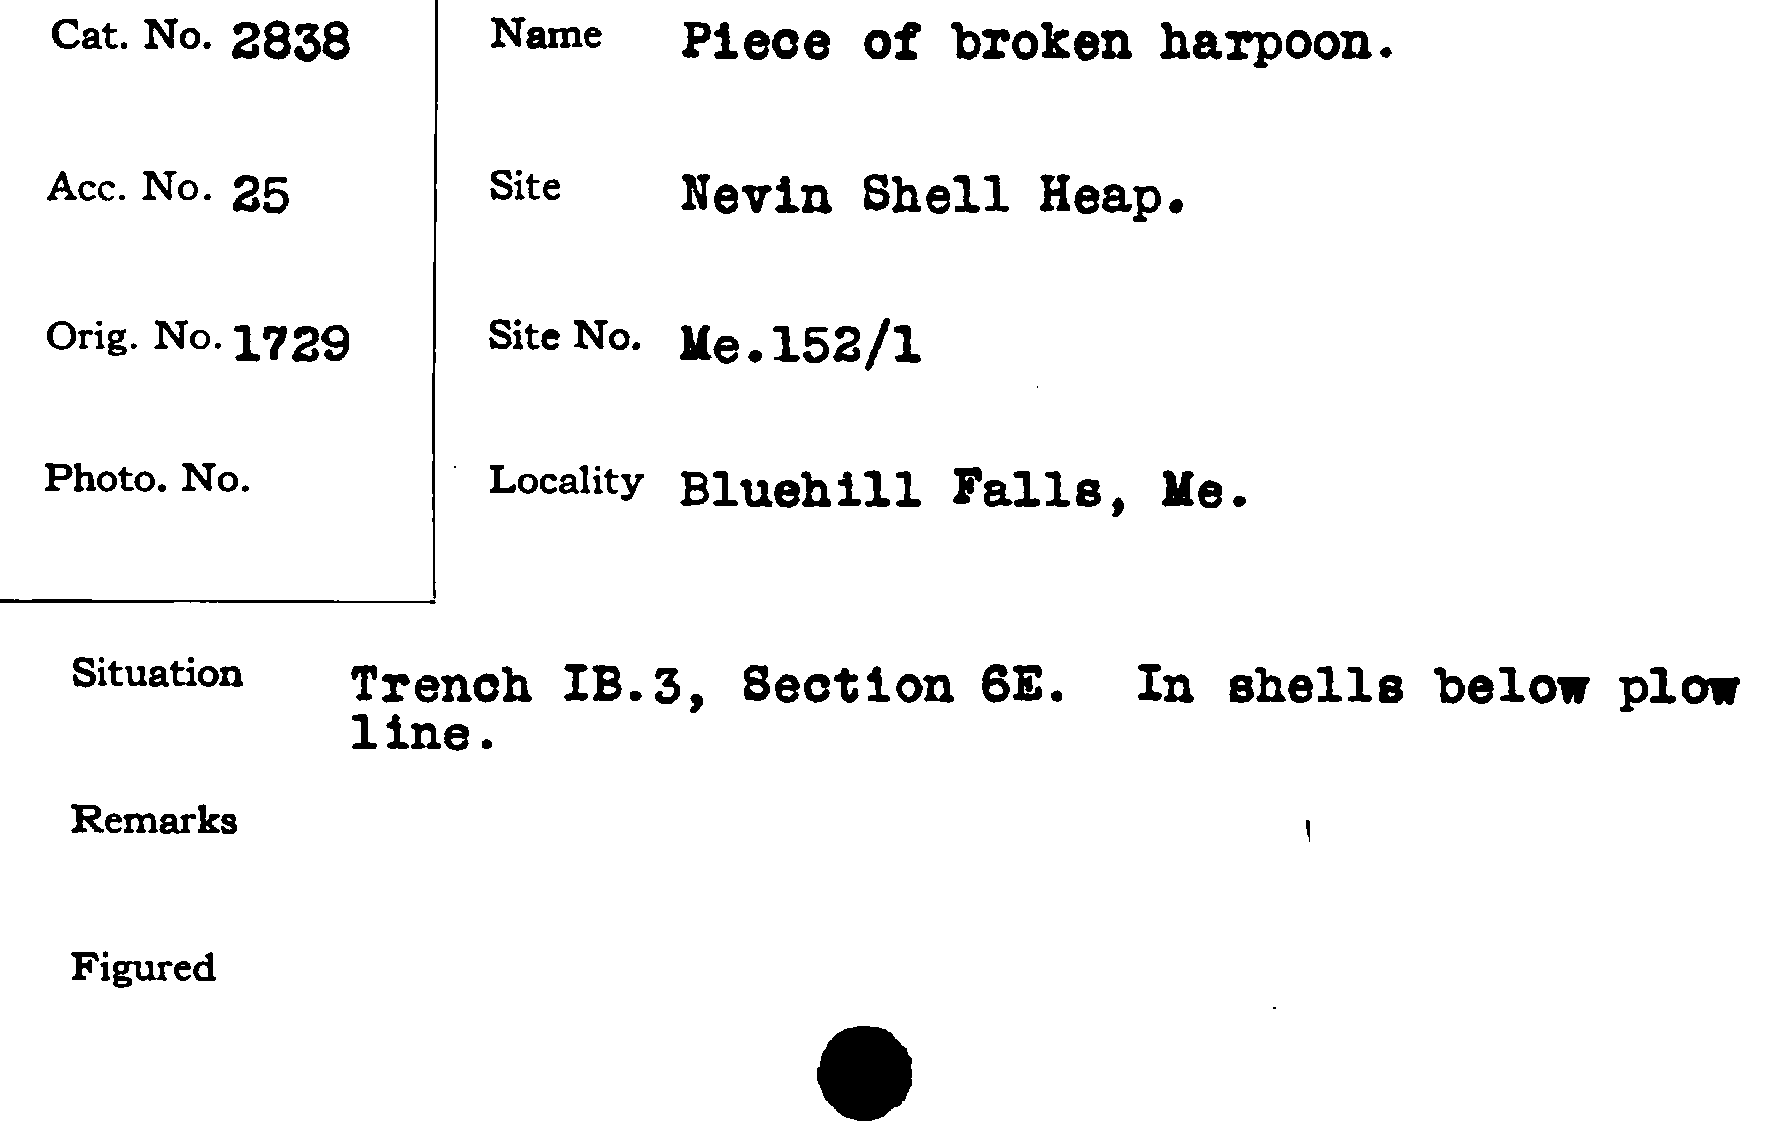 Cat. No. 2838
Name Piece of broken harpoon.
Acc. No. 25
Site Nevin Shell Heap.
Orig. No. 1729
Site No. Me.152/1
Photo. No.
Locality Bluehill Falls, Me.
Situation Trench IB.3, Section 6E. In shells below plow
line.
Remarks
Figured